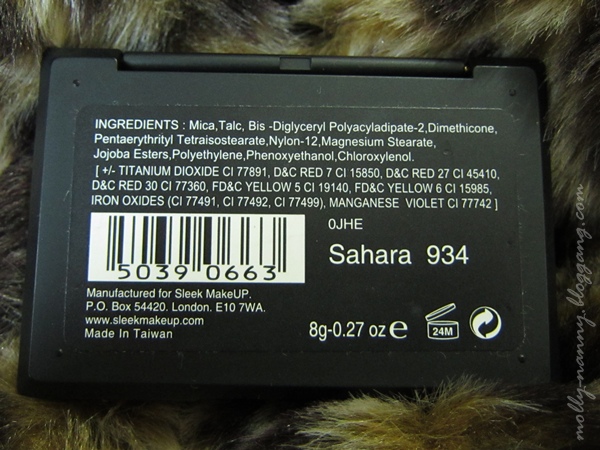 INGREDIENTS : Mica,Talc, Bis -Diglyceryl Polyacyladipate-2,Dimethicone,
Pentaerythrityl Tetraisostearate,Nylon-12,Magnesium Stearate,
Jojoba Esters,Polyethylene,Phenoxyethanol,Chloroxylenol.
[ +/- TITANIUM DIOXIDE CI 77891, D&C RED 7 CI 15850, D&C RED 27 CI 45410,
D&C RED 30 CI 77360, FD&C YELLOW 5 CI 19140, FD&C YELLOW 6 CI 15985,
IRON OXIDES (CI 77491, CI 77492, CI 77499), MANGANESE VIOLET CI 77742 ]
0JHE
Sahara 934
5039 0663
Manufactured for Sleek MakeUP.
P.O. Box 54420. London. E10 7WA.
www.sleekmakeup.com
Made In Taiwan
8g-0.27 oz e
24M
molly-nanny.bloggang.com